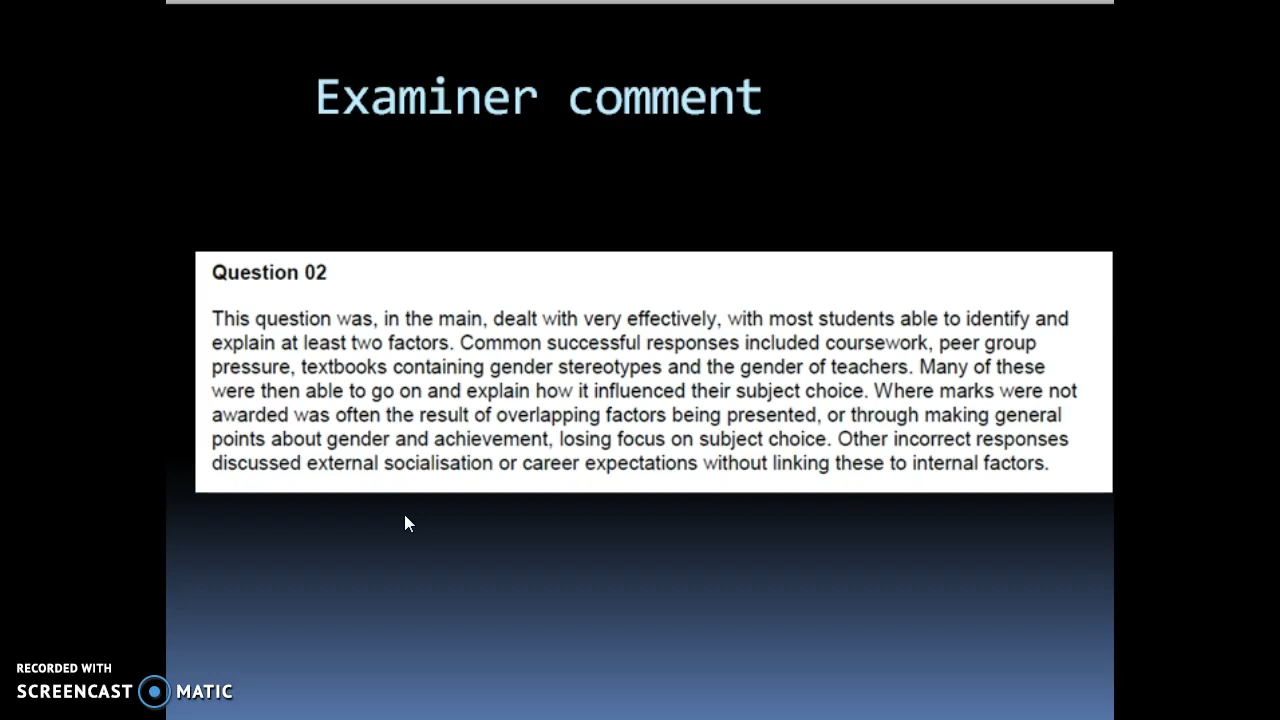 Examiner comment
Question 02
This question was, in the main, dealt with very effectively, with most students able to identify and
explain at least two factors. Common successful responses included coursework, peer group
pressure, textbooks containing gender stereotypes and the gender of teachers. Many of these
were then able to go on and explain how it influenced their subject choice. Where marks were not
awarded was often the result of overlapping factors being presented, or through making general
points about gender and achievement, losing focus on subject choice. Other incorrect responses
discussed external socialisation or career expectations without linking these to internal factors.
RECORDED WITH
SCREENCAST MATIC